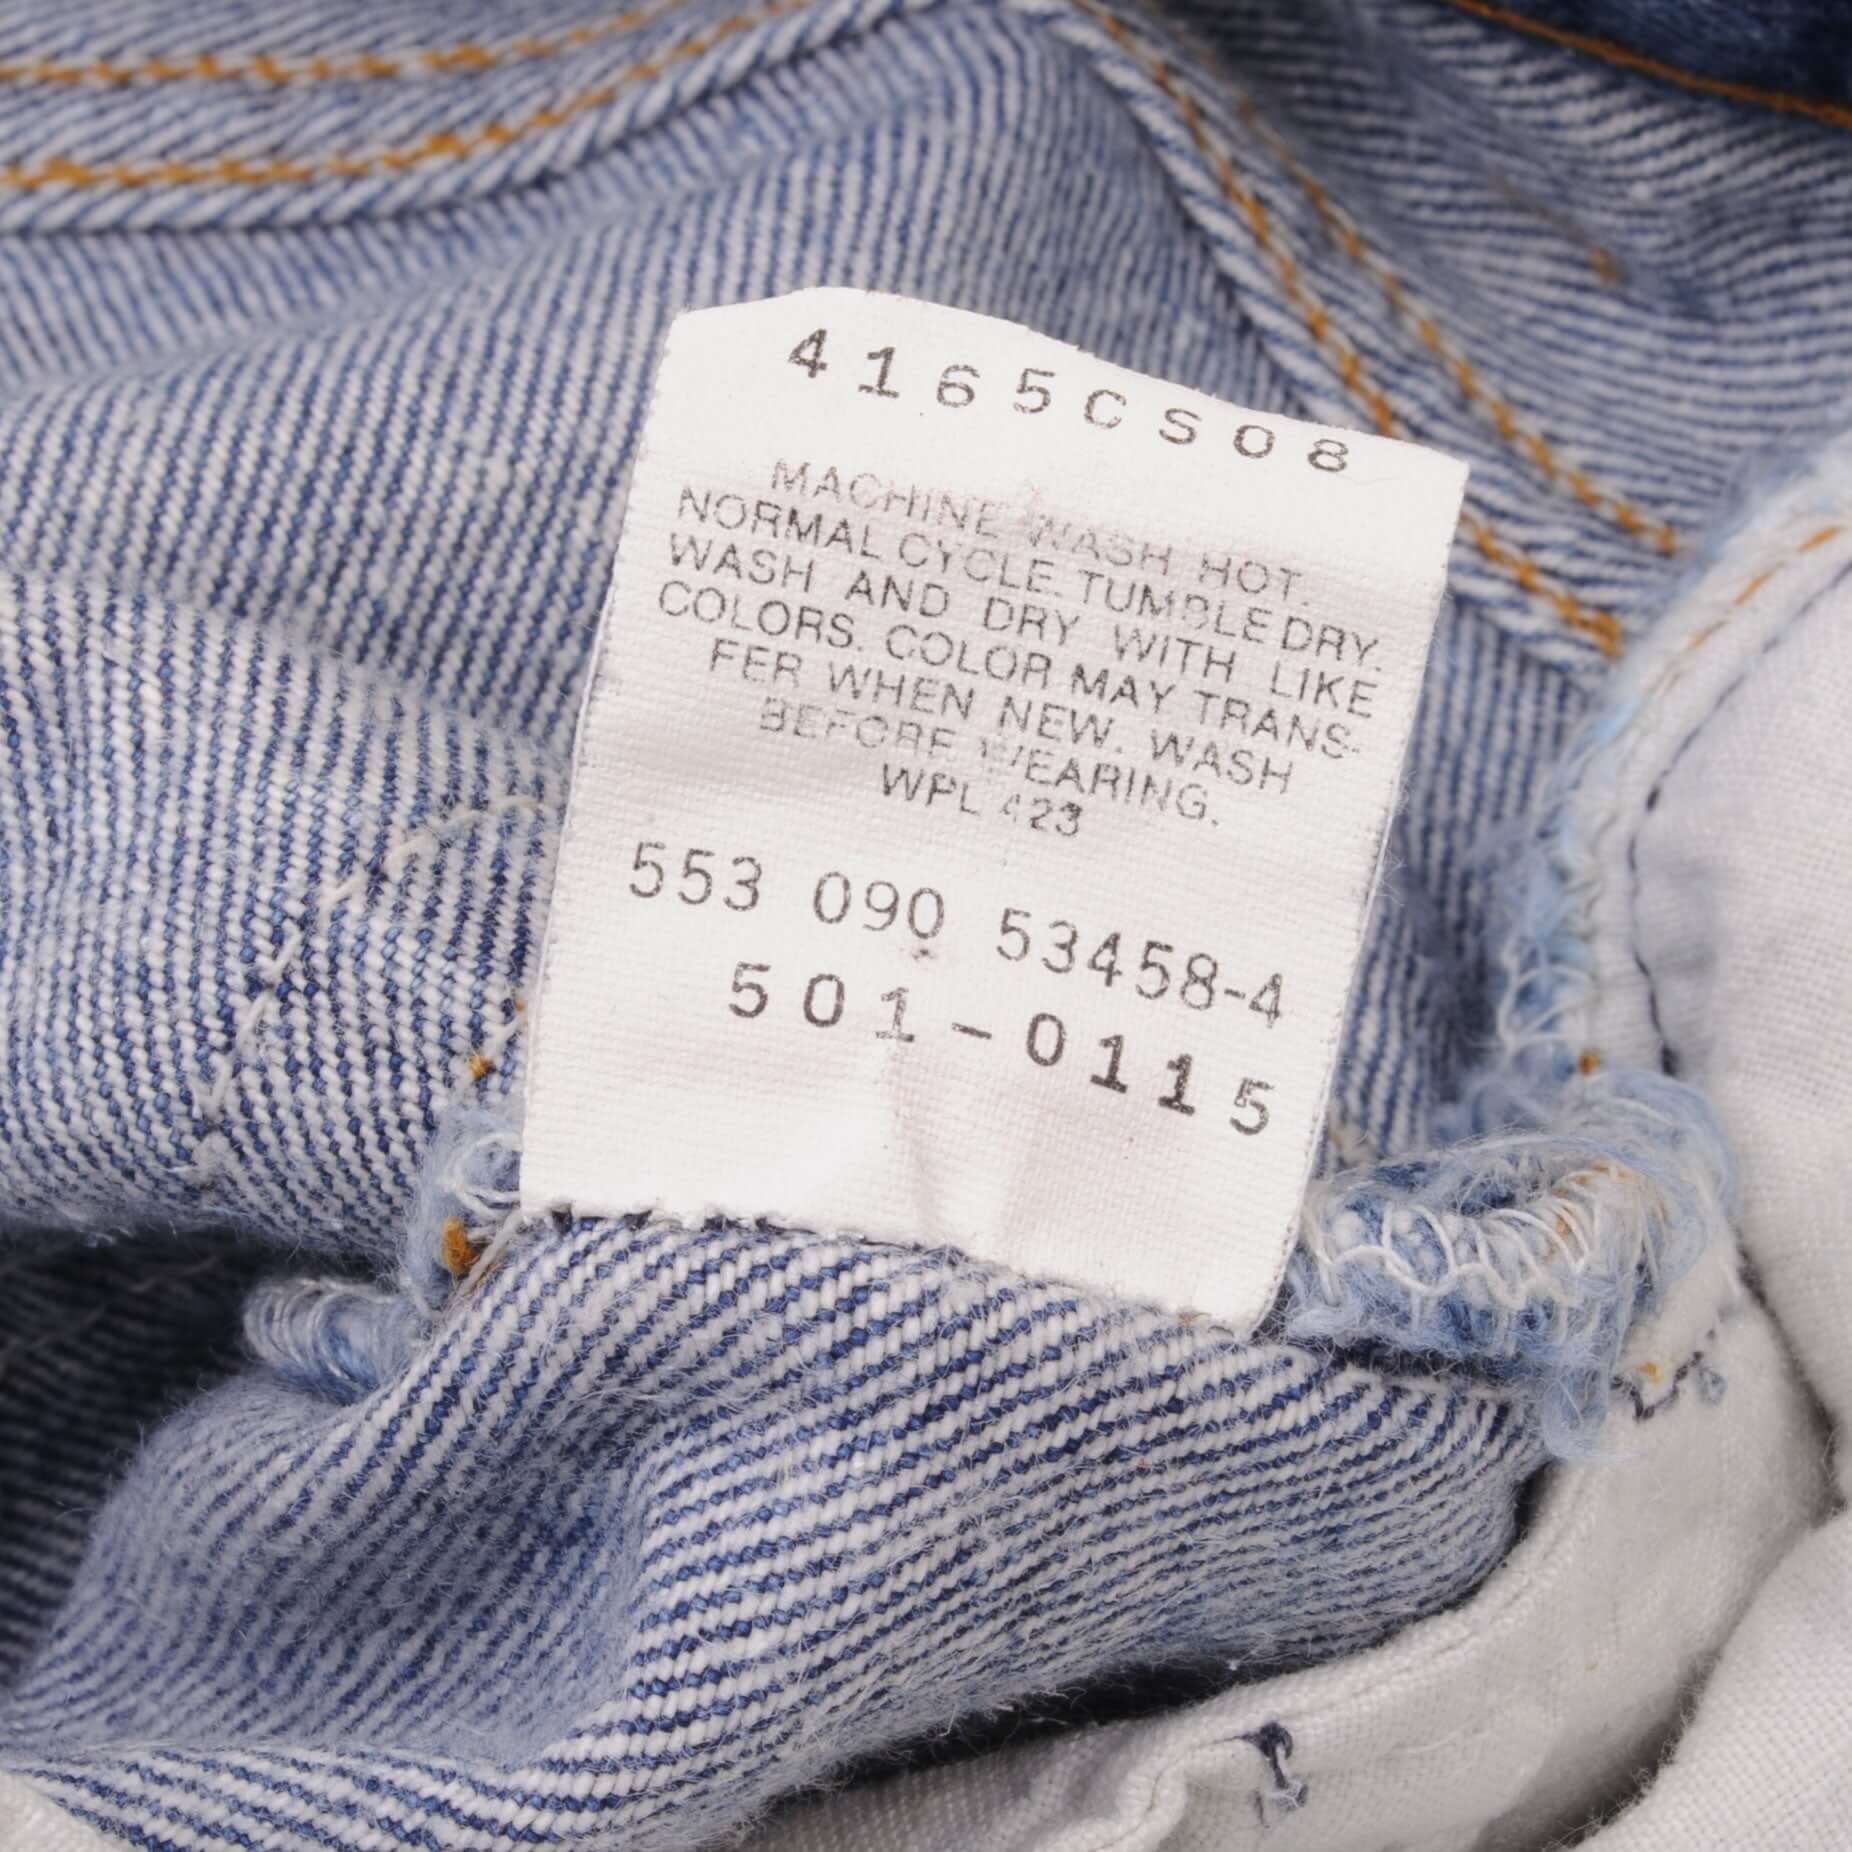 4165CS08
MACHINE WASH HOT.
NORMAL CYCLE. TUMBLE DRY.
WASH AND DRY WITH LIKE
COLORS. COLOR MAY TRANS-
FER WHEN NEW. WASH
BEFORE WEARING.
WPL 423
553 090 53458-4
501-0115